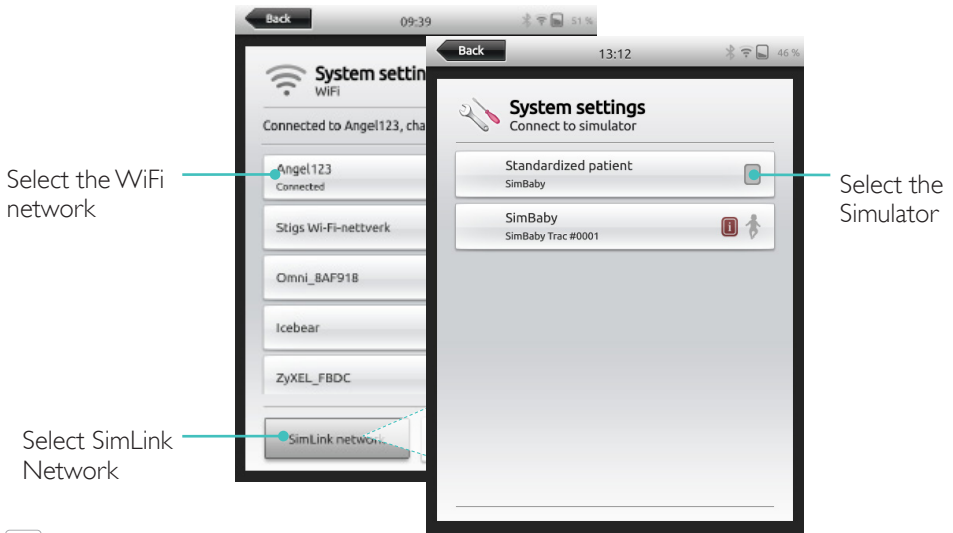 Back
09:39
51 %
System settin
WiFi
Connected to Angel123, cha
Angel123
Connected
Stigs Wi-Fi-nettverk
Omni_8AF918
Icebear
ZyXEL_FBDC
SimLink network
Back
13:12
46 %
System settings
Connect to simulator
Standardized patient
SimBaby
SimBaby
SimBaby Trac #0001
Select the WiFi
network
Select SimLink
Network
Select the
Simulator